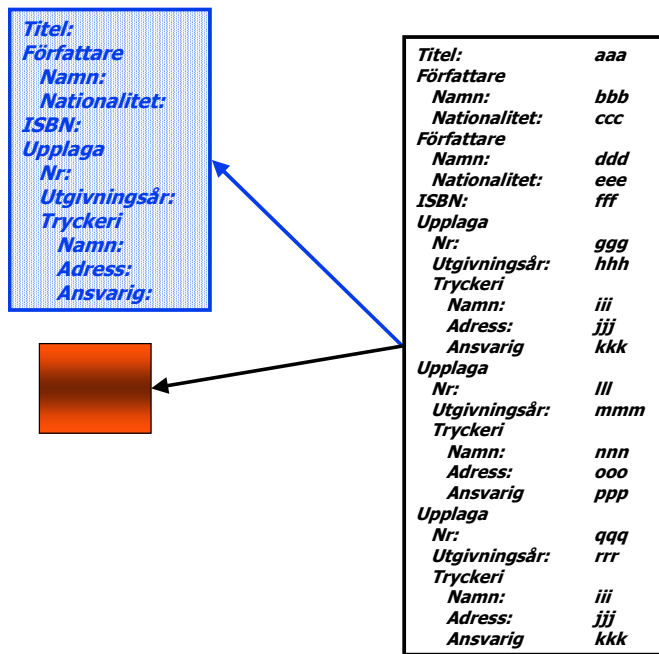 Titel:
Författare
Namn:
Nationalitet:
ISBN:
Upplaga
Nr:
Utgivningsår:
Tryckeri
Namn:
Adress:
Ansvarig:
Titel: aaa
Författare
Namn: bbb
Nationalitet: ccc
Författare
Namn: ddd
Nationalitet: eee
ISBN: fff
Upplaga
Nr: ggg
Utgivningsår: hhh
Tryckeri
Namn: iii
Adress: jjj
Ansvarig kkk
Upplaga
Nr: lll
Utgivningsår: mmm
Tryckeri
Namn: nnn
Adress: ooo
Ansvarig ppp
Upplaga
Nr: qqq
Utgivningsår: rrr
Tryckeri
Namn: iii
Adress: jjj
Ansvarig kkk